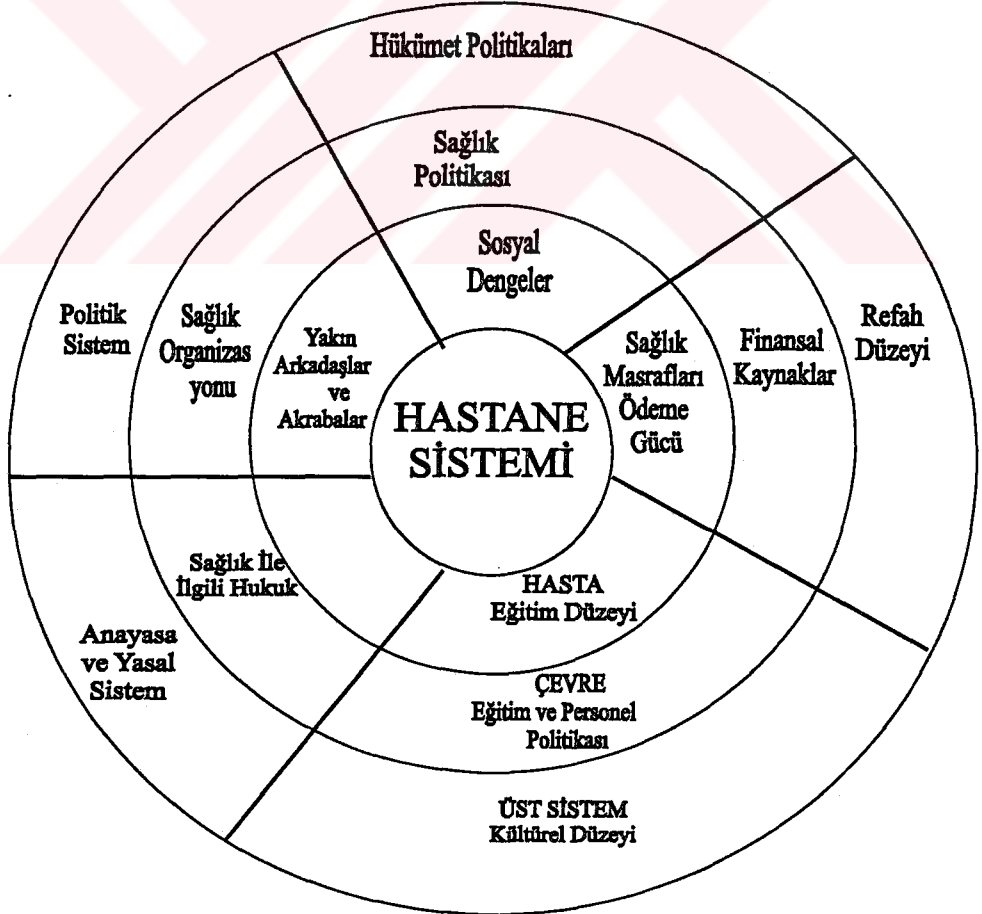 Hükümet Politikaları
Sağlık
Politikası
Sosyal
Dengeler
Politik
Sistem
Sağlık
Organizas
yonu
Yakın
Arkadaşlar
ve
Akrabalar
HASTANE
SİSTEMİ
Sağlık
Masrafları
Ödeme
Gücü
Finansal
Kaynaklar
Refah
Düzeyi
Sağlık İle
İlgili Hukuk
Anayasa
ve Yasal
Sistem
HASTA
Eğitim Düzeyi
ÇEVRE
Eğitim ve Personel
Politikası
ÜST SİSTEM
Kültürel Düzeyi